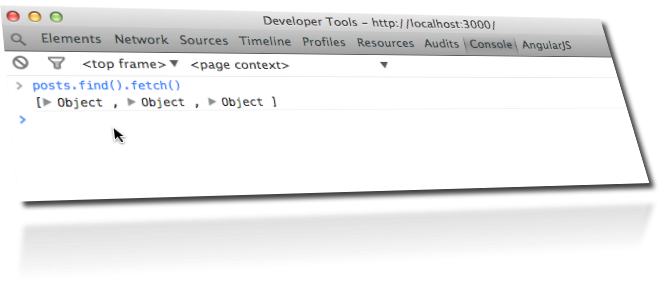 Developer Tools - http://localhost:3000/
Elements Network Sources Timeline Profiles Resources Audits Console AngularJS
<top frame> <page context>
> posts.find().fetch()
[▶ Object , ▶ Object , ▶ Object ]
>